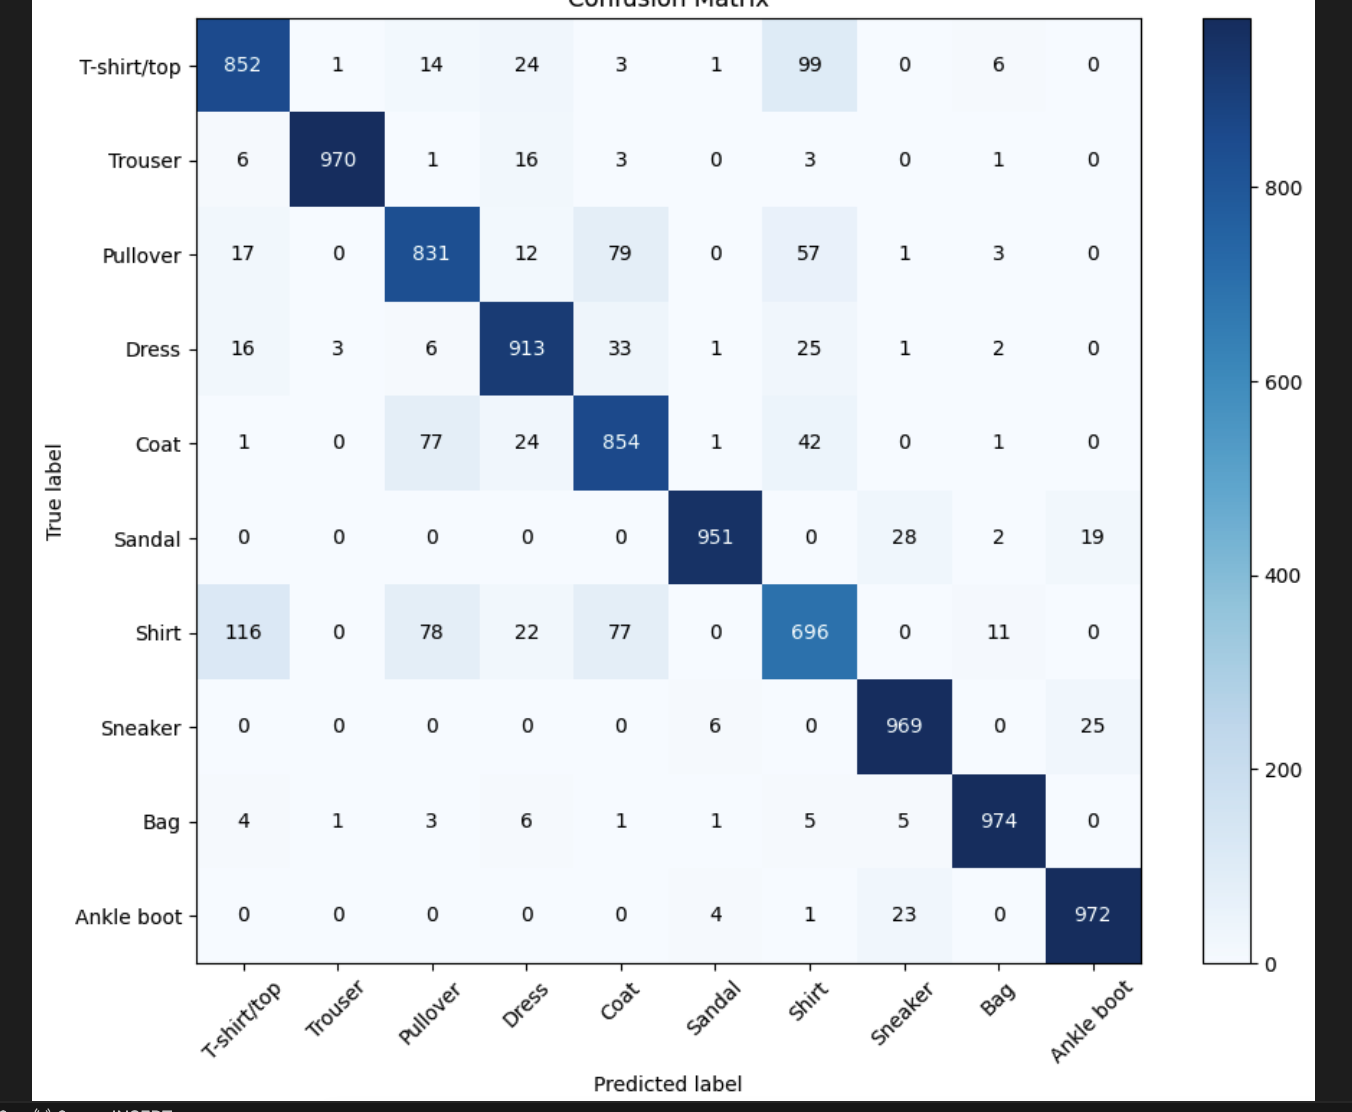 Confusion Matrix
T-shirt/top 852 1 14 24 3 1 99 0 6 0
Trouser 6 970 1 16 3 0 3 0 1 0
Pullover 17 0 831 12 79 0 57 1 3 0
Dress 16 3 6 913 33 1 25 1 2 0
Coat 1 0 77 24 854 1 42 0 1 0
Sandal 0 0 0 0 0 951 0 28 2 19
Shirt 116 0 78 22 77 0 696 0 11 0
Sneaker 0 0 0 0 0 6 0 969 0 25
Bag 4 1 3 6 1 1 5 5 974 0
Ankle boot 0 0 0 0 0 4 1 23 0 972
True label
T-shirt/top Trouser Pullover Dress Coat Sandal Shirt Sneaker Bag Ankle boot
Predicted label
800
600
400
200
0